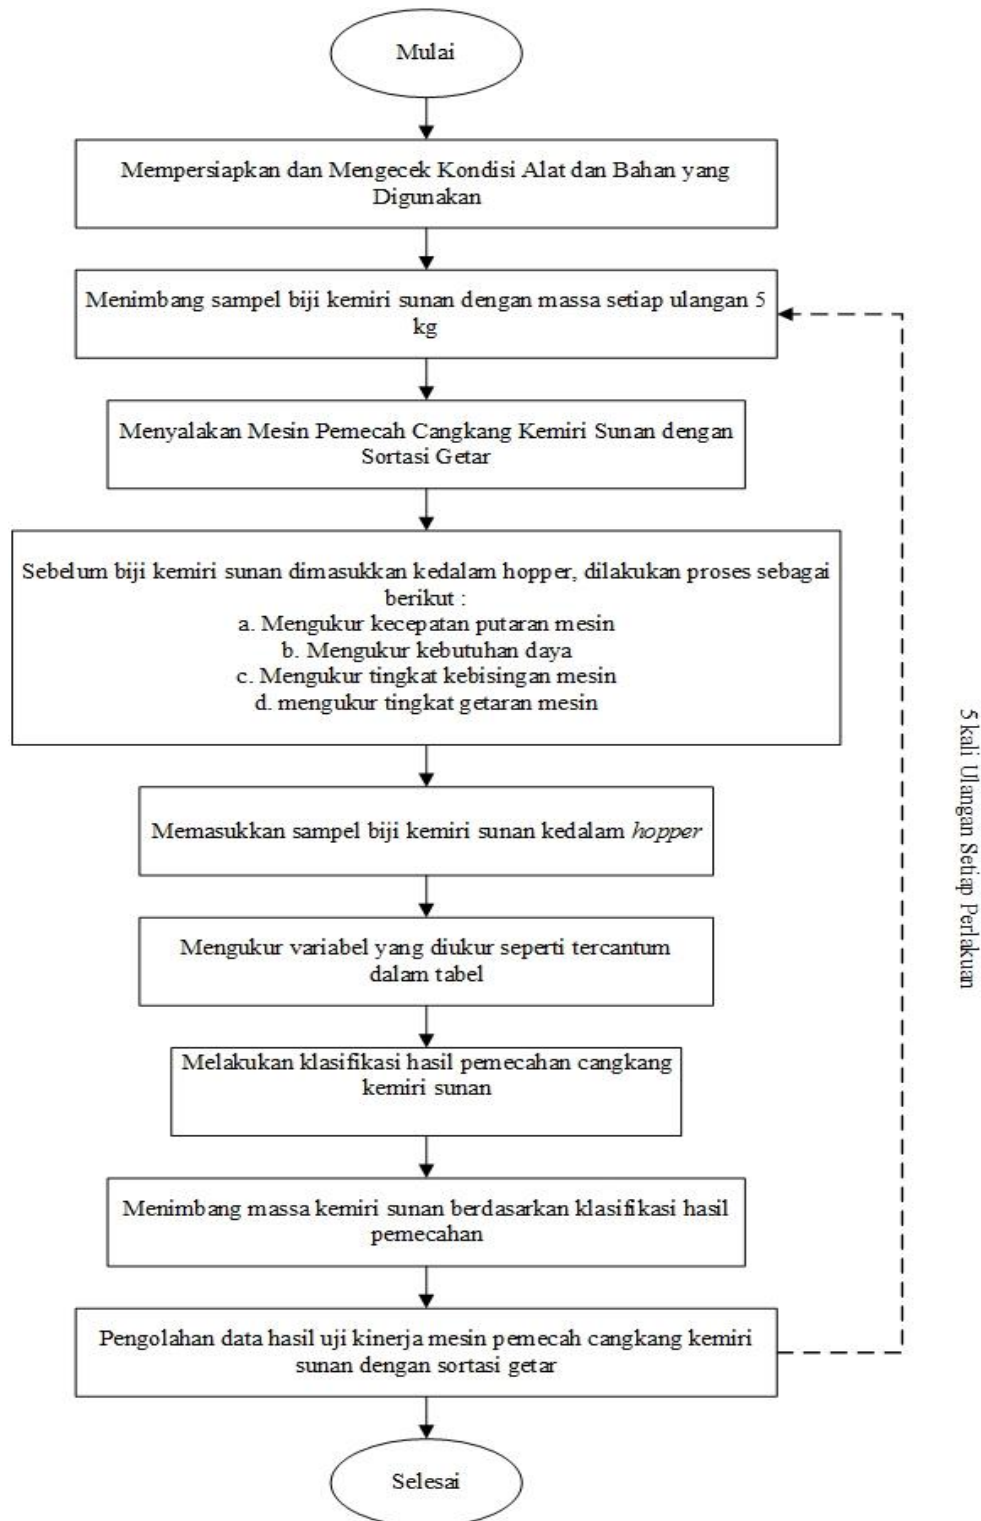 Mulai
Mempersiapkan dan Mengecek Kondisi Alat dan Bahan yang
Digunakan
Menimbang sampel biji kemiri sunan dengan massa setiap ulangan 5
kg
Menyalakan Mesin Pemecah Cangkang Kemiri Sunan dengan
Sortasi Getar
Sebelum biji kemiri sunan dimasukkan kedalam hopper, dilakukan proses sebagai
berikut :
a. Mengukur kecepatan putaran mesin
b. Mengukur kebutuhan daya
c. Mengukur tingkat kebisingan mesin
d. mengukur tingkat getaran mesin
Memasukkan sampel biji kemiri sunan kedalam hopper
Mengukur variabel yang diukur seperti tercantum
dalam tabel
Melakukan klasifikasi hasil pemecahan cangkang
kemiri sunan
Menimbang massa kemiri sunan berdasarkan klasifikasi hasil
pemecahan
Pengolahan data hasil uji kinerja mesin pemecah cangkang kemiri
sunan dengan sortasi getar
Selesai
5 kali Ulangan Setiap Perlakuan